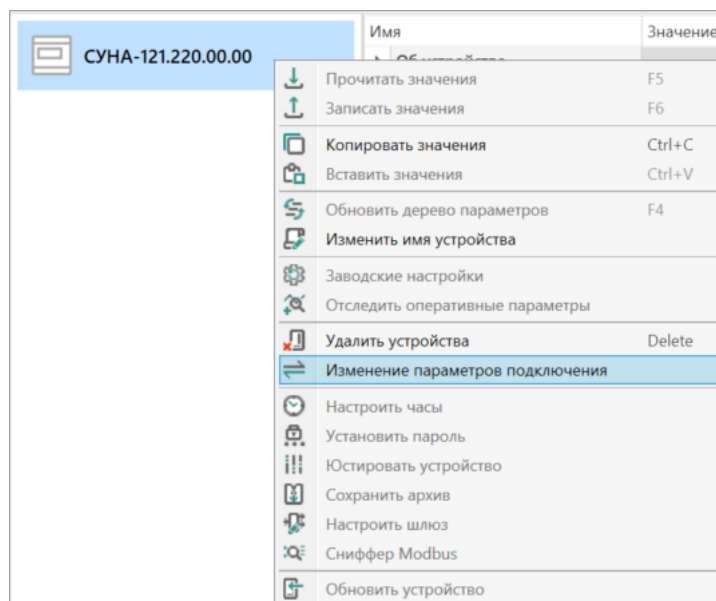 Имя Значение
СУНА-121.220.00.00
Об устройстве
Прочитать значения F5
Записать значения F6
Копировать значения Ctrl+C
Вставить значения Ctrl+V
Обновить дерево параметров F4
Изменить имя устройства
Заводские настройки
Отследить оперативные параметры
Удалить устройства Delete
Изменение параметров подключения
Настроить часы
Установить пароль
Юстировать устройство
Сохранить архив
Настроить шлюз
Сниффер Modbus
Обновить устройство